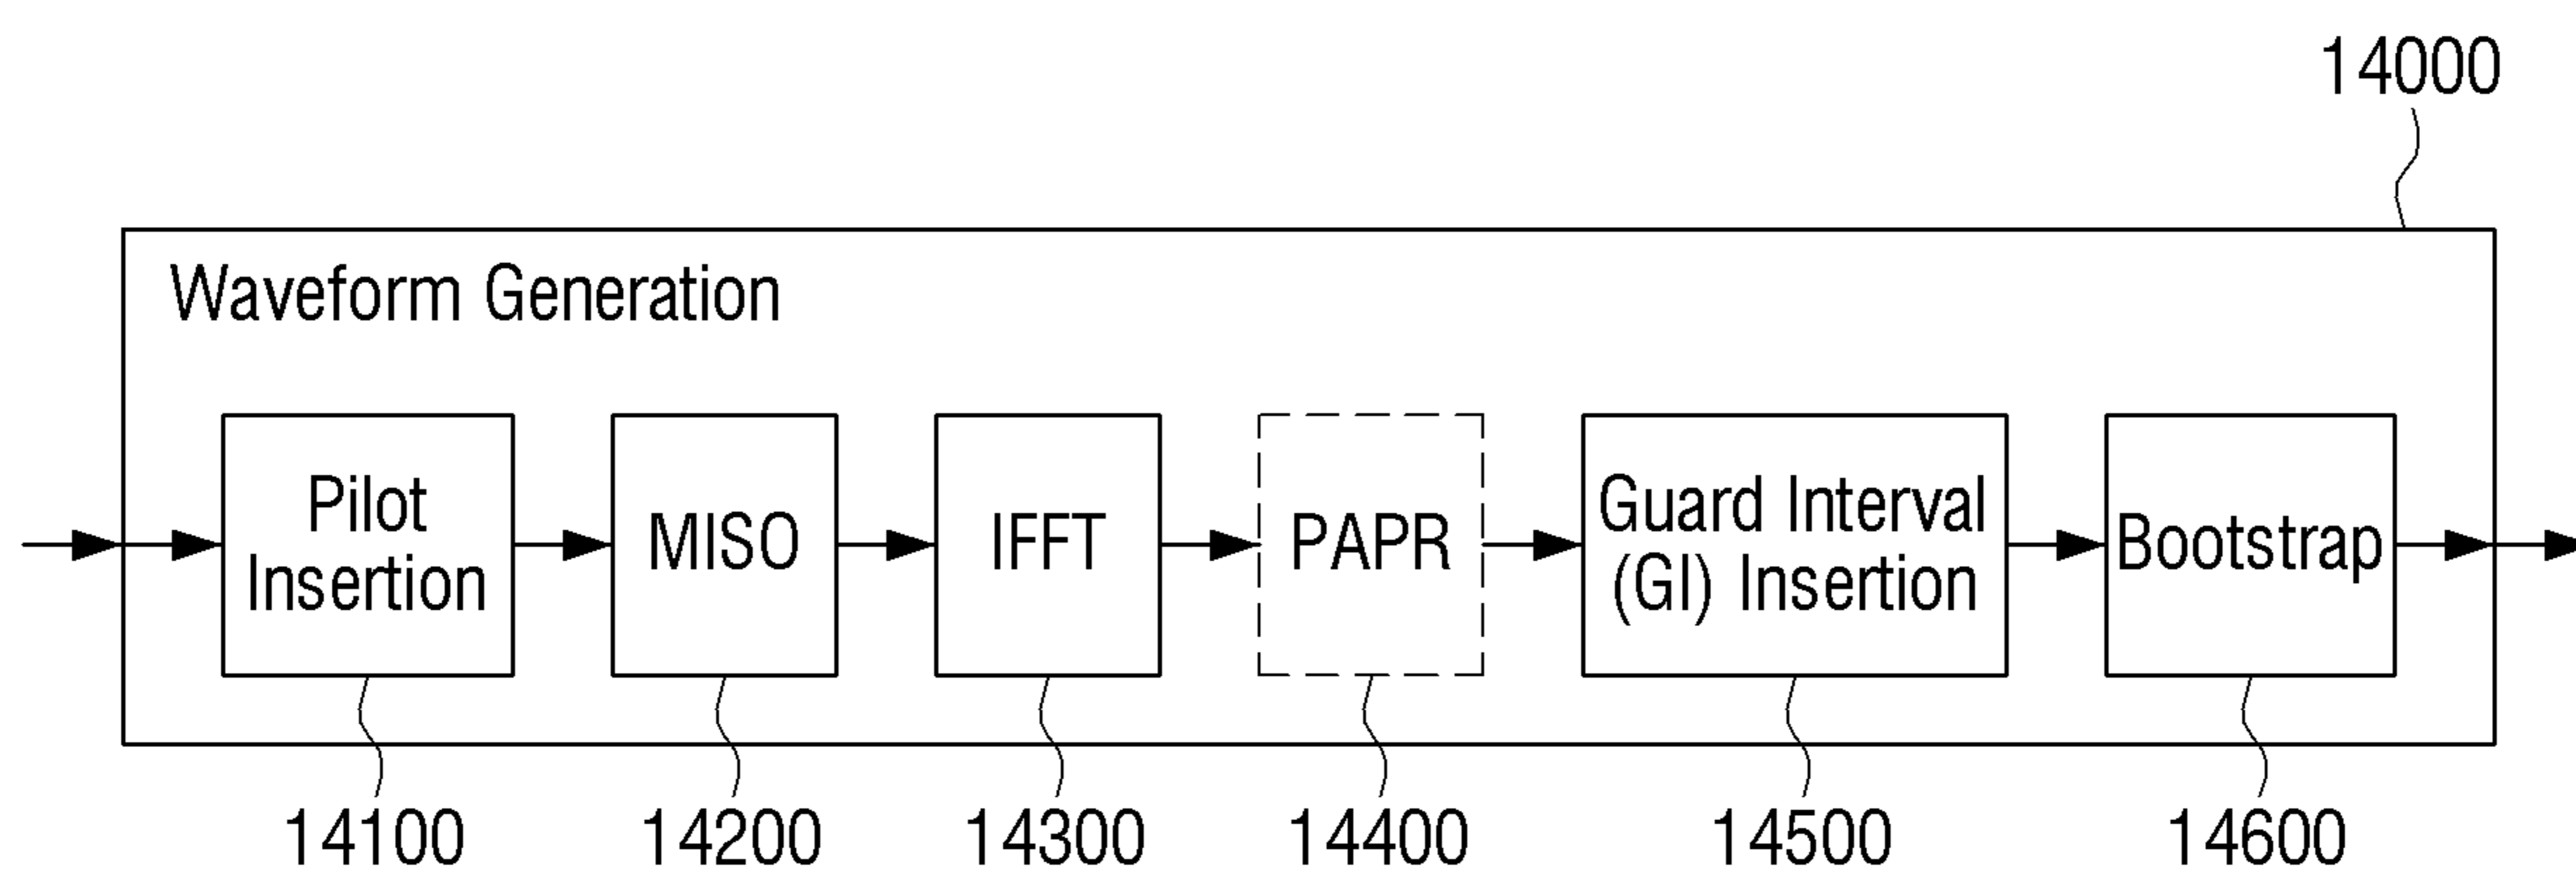 14000
Waveform Generation
Pilot
Insertion
MISO
IFFT
PAPR
Guard Interval
(GI) Insertion
Bootstrap
14100
14200
14300
14400
14500
14600